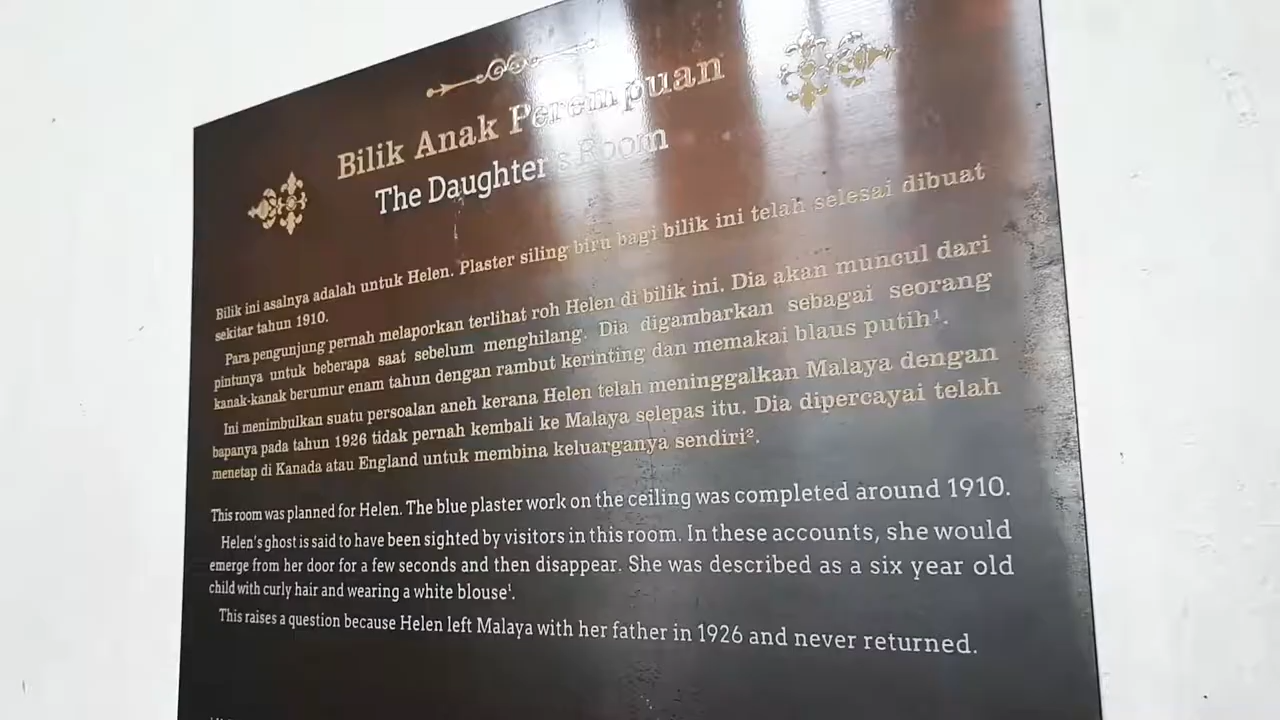 Bilik Anak Perempuan
The Daughter's Room
Bilik ini asalnya adalah untuk Helen. Plaster siling biru bagi bilik ini telah selesai dibuat
sekitar tahun 1910.
Para pengunjung pernah melaporkan terlihat roh Helen di bilik ini. Dia akan muncul dari
pintunya untuk beberapa saat sebelum menghilang. Dia digambarkan sebagai seorang
kanak-kanak berumur enam tahun dengan rambut kerinting dan memakai blaus putih¹.
Ini menimbulkan suatu persoalan aneh kerana Helen telah meninggalkan Malaya dengan
bapanya pada tahun 1926 tidak pernah kembali ke Malaya selepas itu. Dia dipercayai telah
menetap di Kanada atau England untuk membina keluarganya sendiri².
This room was planned for Helen. The blue plaster work on the ceiling was completed around 1910.
Helen's ghost is said to have been sighted by visitors in this room. In these accounts, she would
emerge from her door for a few seconds and then disappear. She was described as a six year old
child with curly hair and wearing a white blouse¹.
This raises a question because Helen left Malaya with her father in 1926 and never returned.